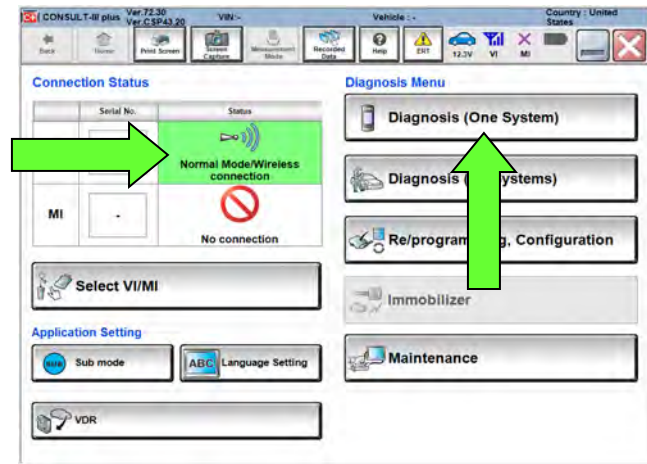 CONSULT-III plus Ver.72.30 VIN:- Vehicle : - Country : United
Ver.CSP43.20 States
Back Home Print Screen Screen Capture Measurement Mode Recorded Data Help ERT 12.3V VI MI
Connection Status Diagnosis Menu
Serial No. Status
Diagnosis (One System)
Normal Mode/Wireless
connection
Diagnosis ystems)
MI - No connection
Re/program g, Configuration
Select VI/MI
Immobilizer
Application Setting
SUB Sub mode ABC Language Setting
Maintenance
VDR